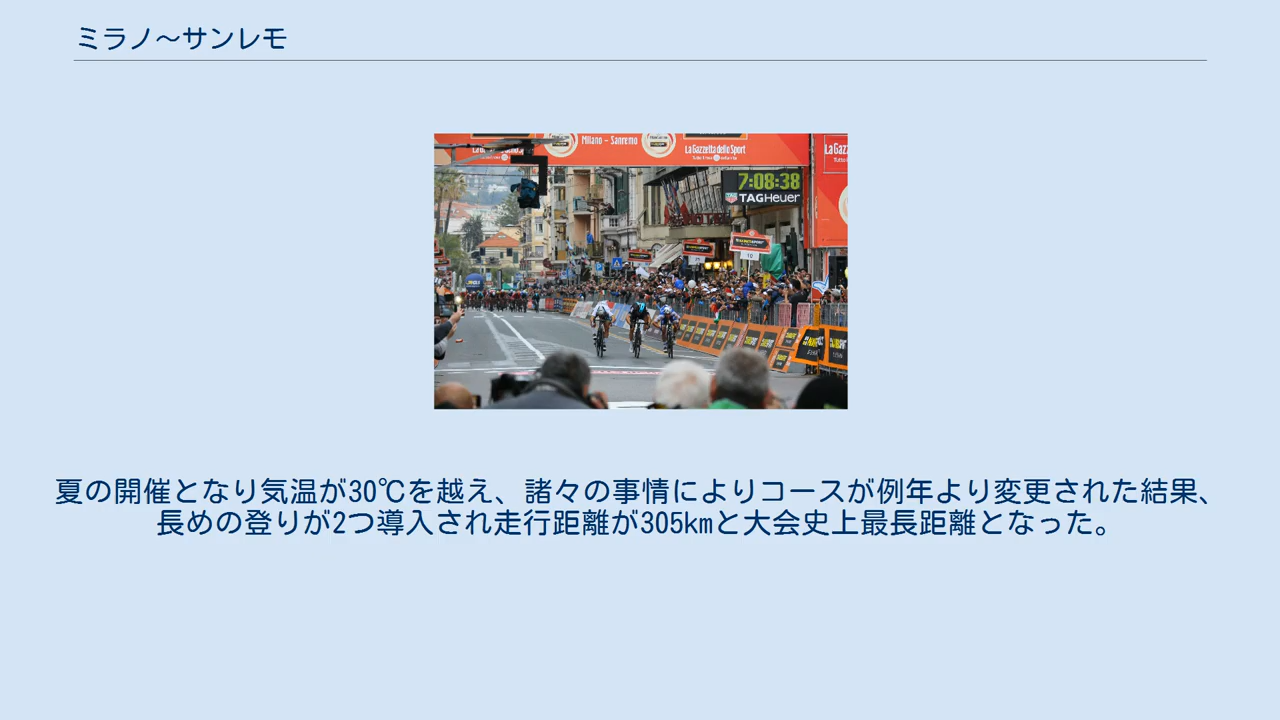 ミラノ〜サンレモ
Milano - Sanremo
La Gazzetta dello Sport
La Gazz
7:08:38
TAGHeuer
10
夏の開催となり気温が30℃を越え、諸々の事情によりコースが例年より変更された結果、
長めの登りが2つ導入され走行距離が305kmと大会史上最長距離となった。